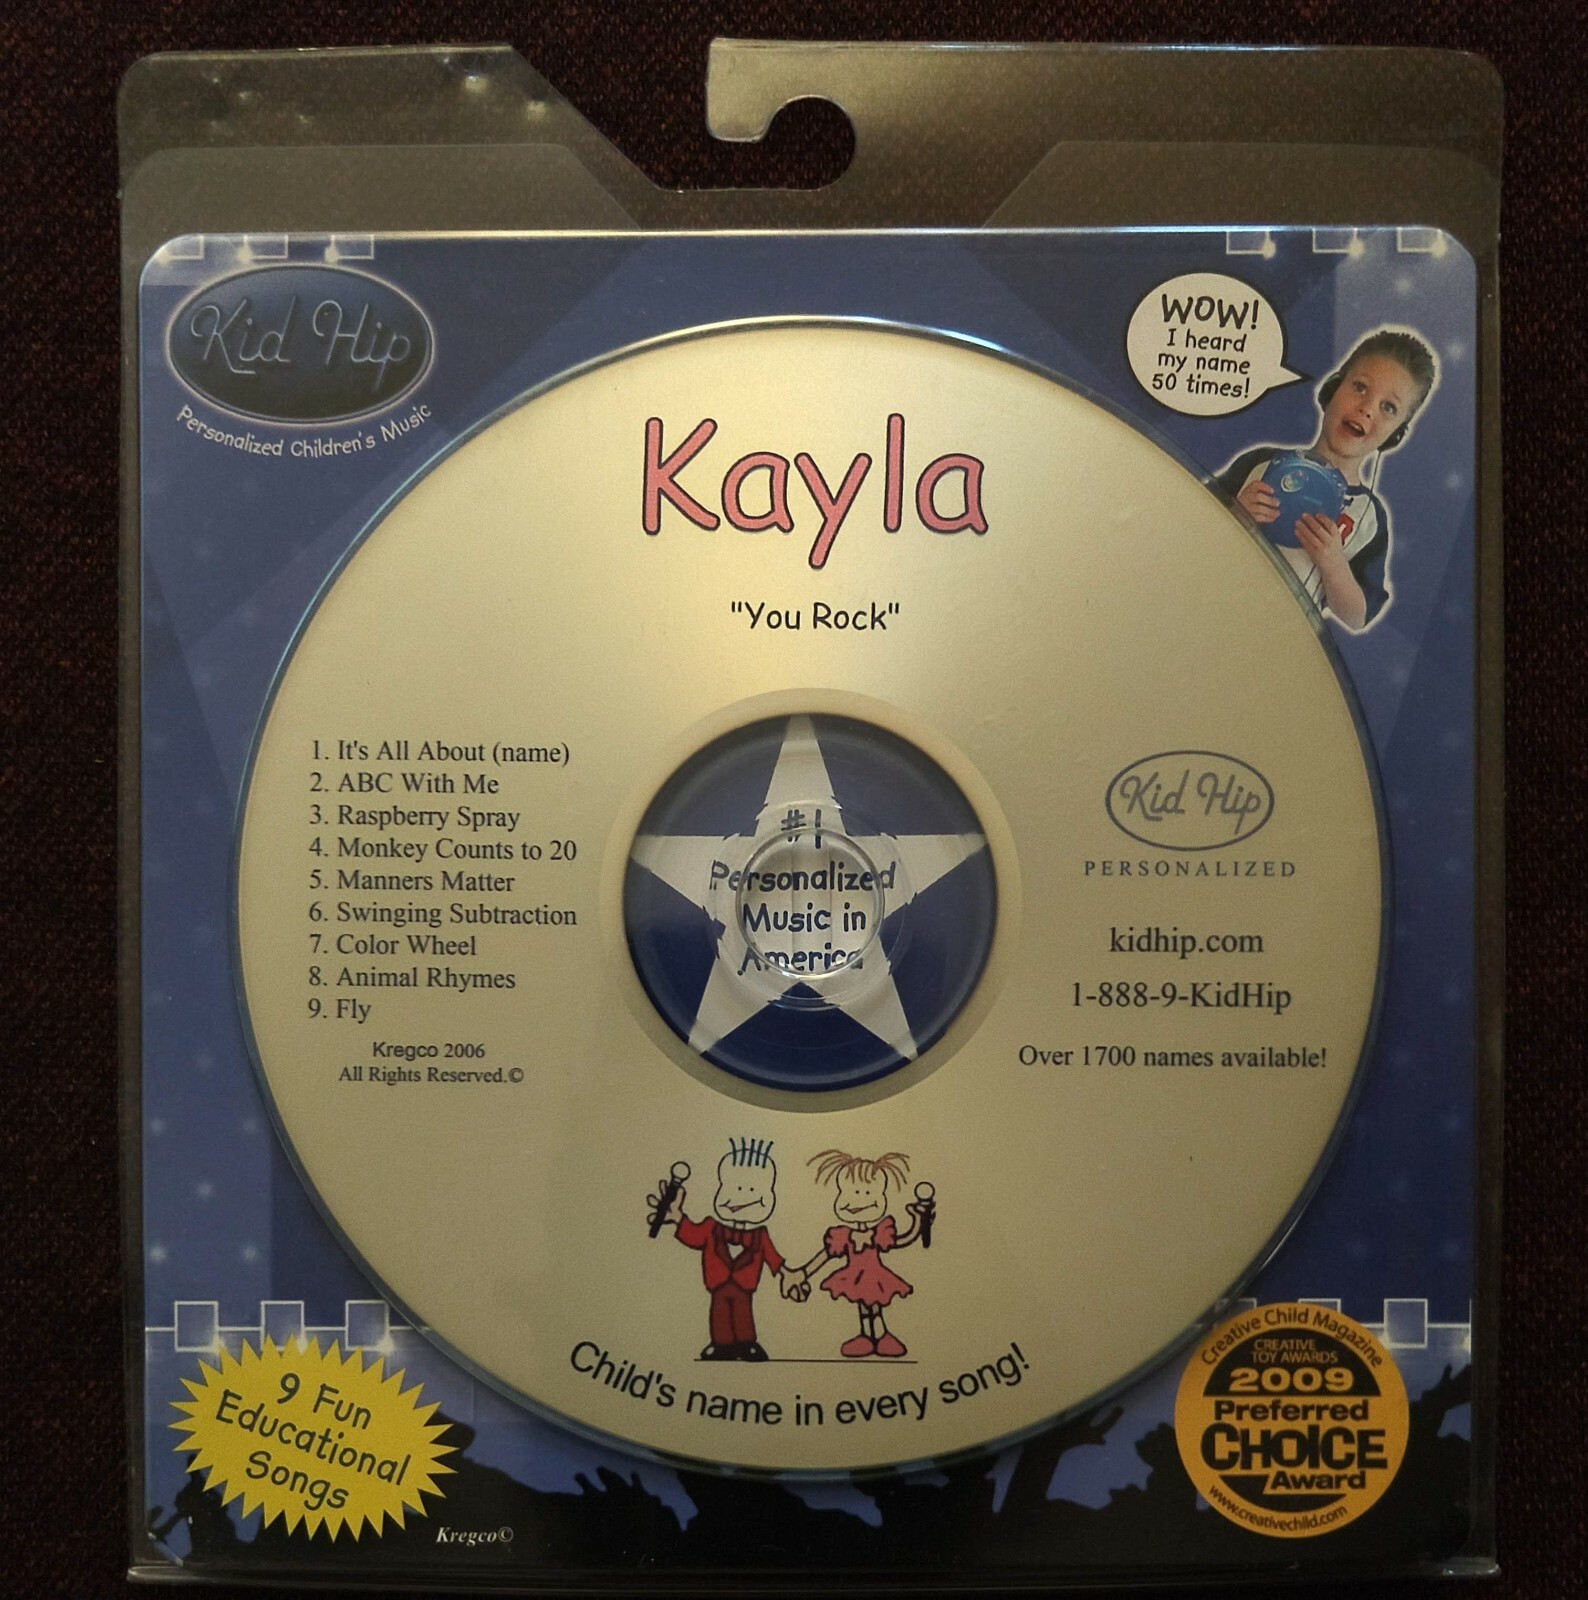 Kid Hip
Personalized Children's Music
WOW!
I heard
my name
50 times!
Kayla
"You Rock"
1. It's All About (name)
2. ABC With Me
3. Raspberry Spray
4. Monkey Counts to 20
5. Manners Matter
6. Swinging Subtraction
7. Color Wheel
8. Animal Rhymes
9. Fly
Kregco 2006
All Rights Reserved.©
#1
Personalized
Music in
America
Kid Hip
PERSONALIZED
kidhip.com
1-888-9-KidHip
Over 1700 names available!
Child's name in every song!
9 Fun
Educational
Songs
Kregco©
Creative Child Magazine
CREATIVE
TOY AWARDS
2009
Preferred
CHOICE
Award
www.creativechild.com